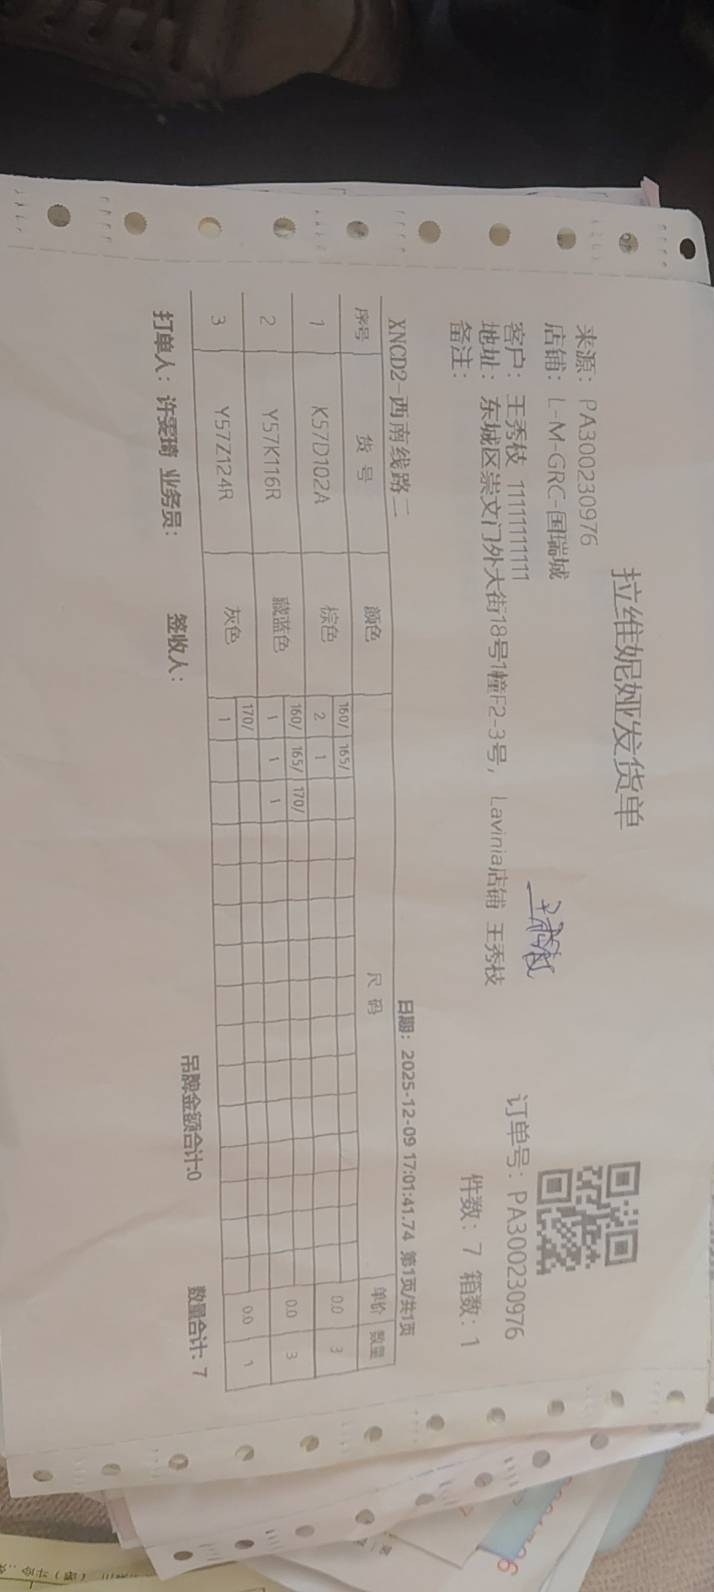 拉维妮娅发货单
来源：PA300230976
店铺：L-M-GRC-国瑞城
客户：王秀枝 11111111111
订单号：PA300230976
地址：东城区崇文门外大街18号1幢F2-3号， Lavinia店铺 王秀枝
件数：7 箱数：1
备注：
XNCD2-西南线路二
日期：2025-12-09 17:01:41.74 第1页/共1页
序号 货 号 颜色 尺 码 单价 数量
160/ 165/
1 K57D102A 棕色 2 1 0.0 3
160/ 165/ 170/
2 Y57K116R 藏蓝色 1 1 1 0.0 3
170/
3 Y57Z124R 灰色 1 0.0 1
吊牌金额合计:0 数量合计: 7
打单人：许雯琦 业务员： 签收人：